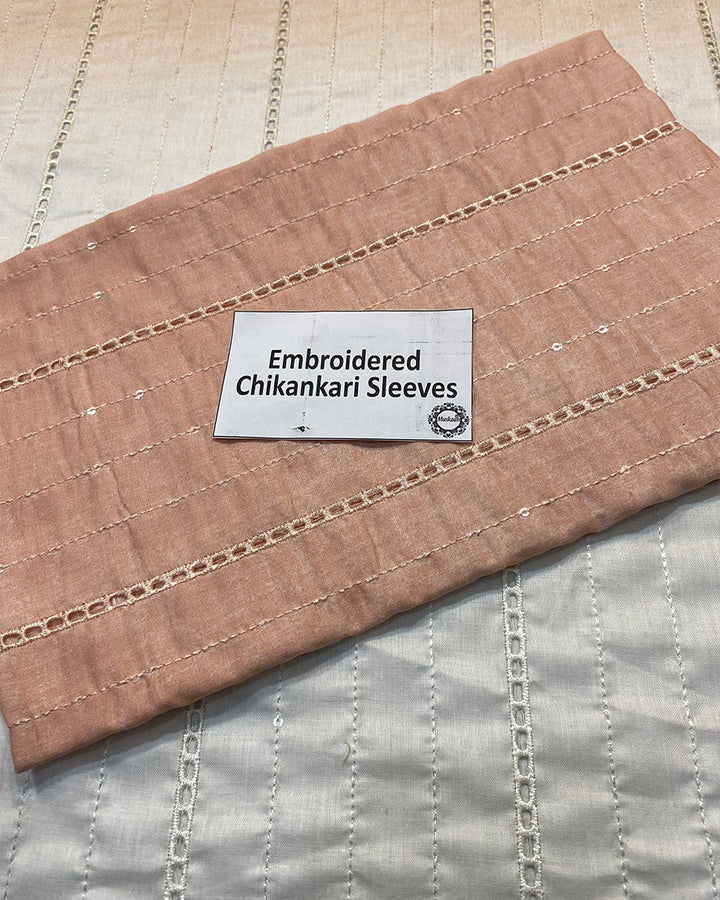 Embroidered
Chikankari Sleeves